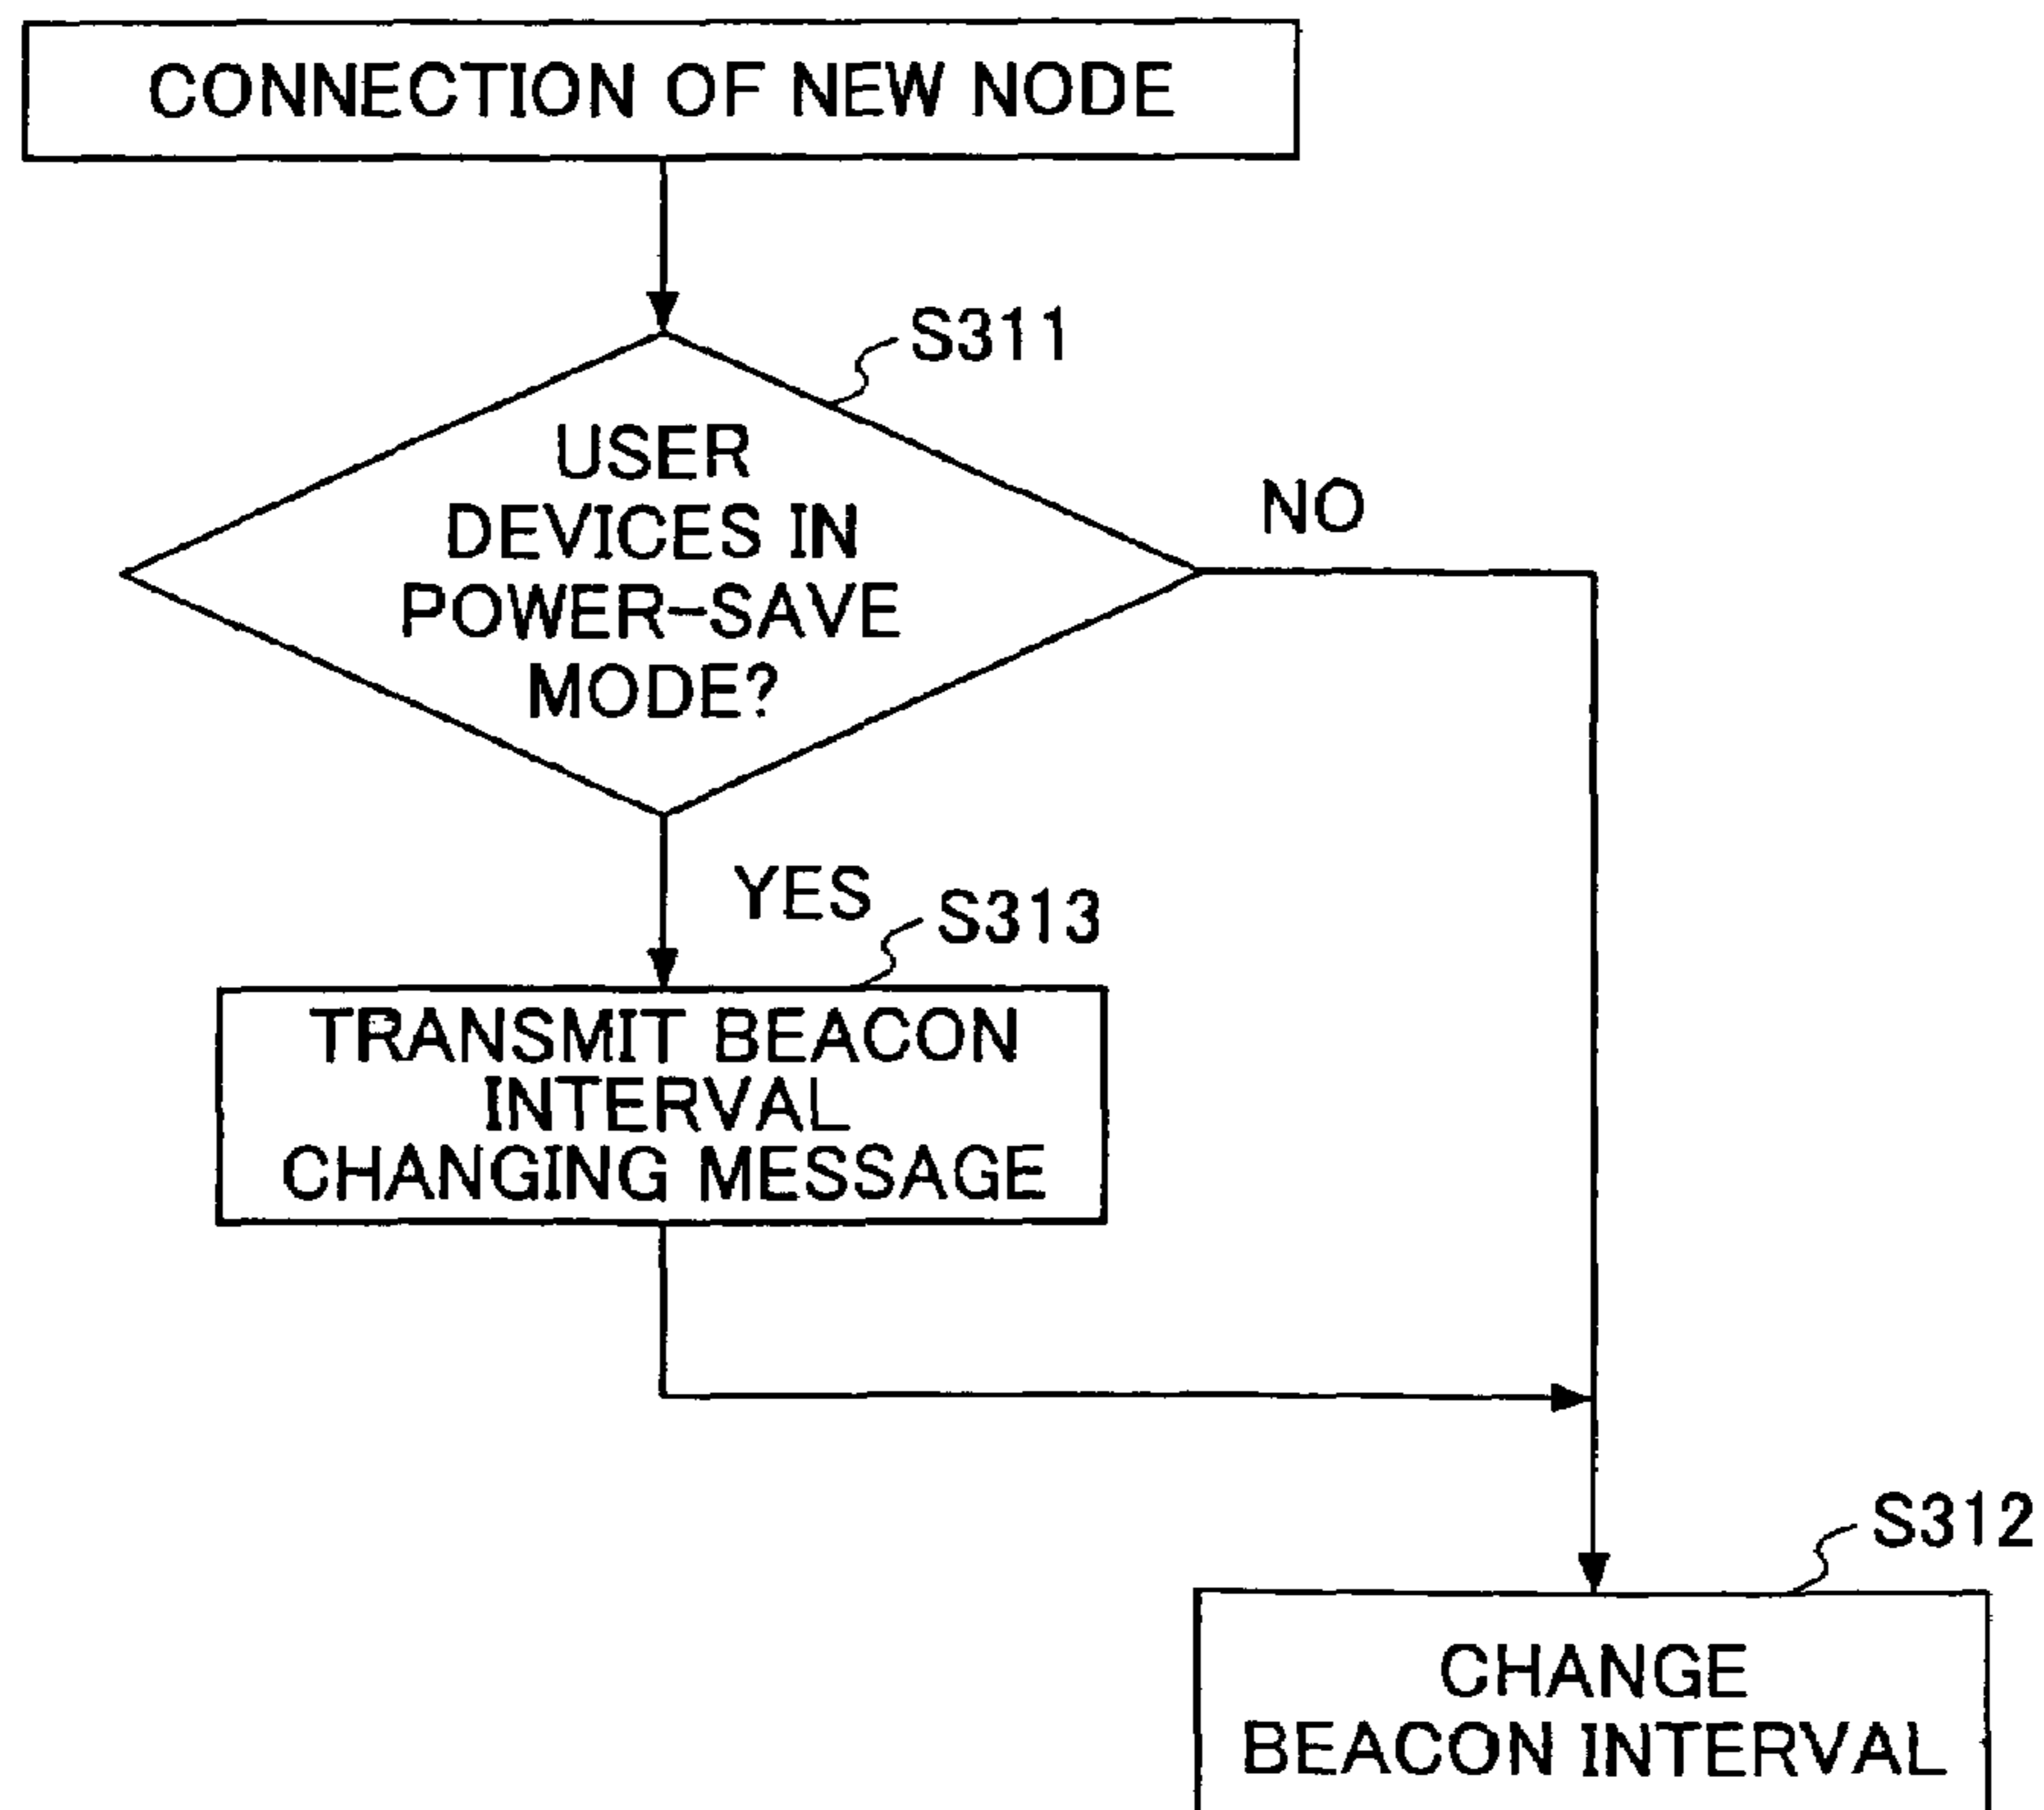 CONNECTION OF NEW NODE
S311
USER
DEVICES IN
POWER-SAVE
MODE?
NO
YES
S313
TRANSMIT BEACON
INTERVAL
CHANGING MESSAGE
S312
CHANGE
BEACON INTERVAL